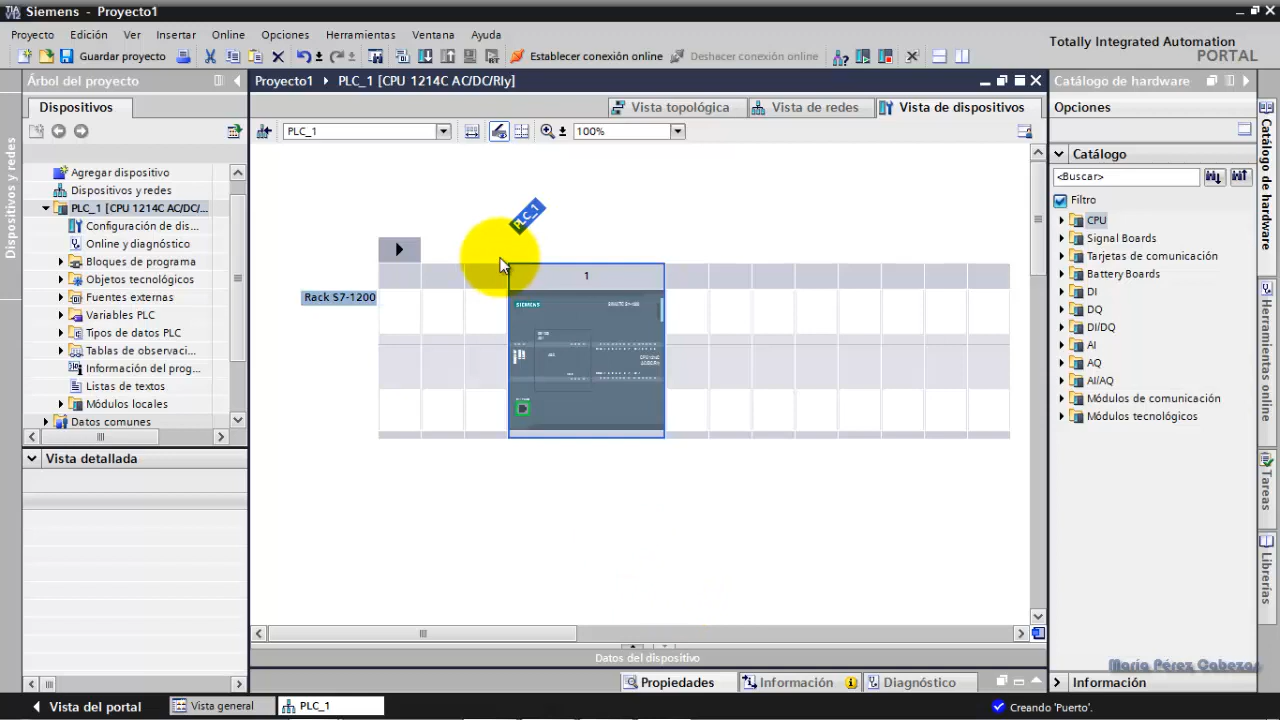 TIA V12 Siemens - Proyecto1
Proyecto Edición Ver Insertar Online Opciones Herramientas Ventana Ayuda
Totally Integrated Automation
PORTAL
Guardar proyecto Establecer conexión online Deshacer conexión online
Árbol del proyecto
Proyecto1 PLC_1 [CPU 1214C AC/DC/Rly]
Catálogo de hardware
Dispositivos
Vista topológica Vista de redes Vista de dispositivos
Opciones
PLC_1
100%
Dispositivos y redes
Agregar dispositivo
Dispositivos y redes
PLC_1 [CPU 1214C AC/DC/...
Configuración de dis...
Online y diagnóstico
Bloques de programa
Objetos tecnológicos
Fuentes externas
Variables PLC
Tipos de datos PLC
Tablas de observaci...
Información del prog...
Listas de textos
Módulos locales
Datos comunes
Vista detallada
PLC_1
1
Rack S7-1200
SIEMENS
Catálogo
<Buscar>
Filtro
CPU
Signal Boards
Tarjetas de comunicación
Battery Boards
DI
DQ
DI/DQ
AI
AQ
AI/AQ
Módulos de comunicación
Módulos tecnológicos
Catálogo de hardware
Herramientas online
Tareas
Librerías
Datos del dispositivo
María Pérez Cabezas
Propiedades Información Diagnóstico
Información
Vista del portal Vista general PLC_1
Creando 'Puerto'.